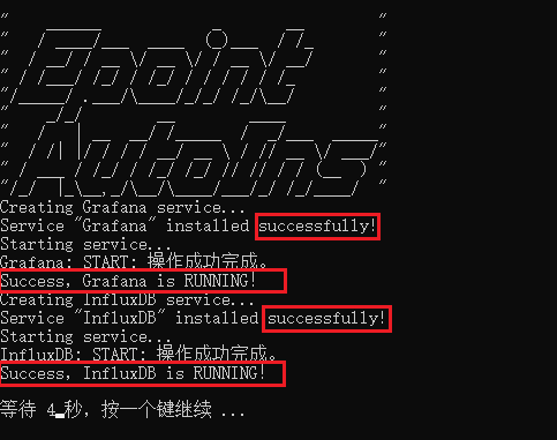 Epoint
AutoIns
Creating Grafana service...
Service "Grafana" installed successfully!
Starting service...
Grafana: START: 操作成功完成。
Success, Grafana is RUNNING!
Creating InfluxDB service...
Service "InfluxDB" installed successfully!
Starting service...
InfluxDB: START: 操作成功完成。
Success, InfluxDB is RUNNING!
等待 4 秒，按一个键继续 ...